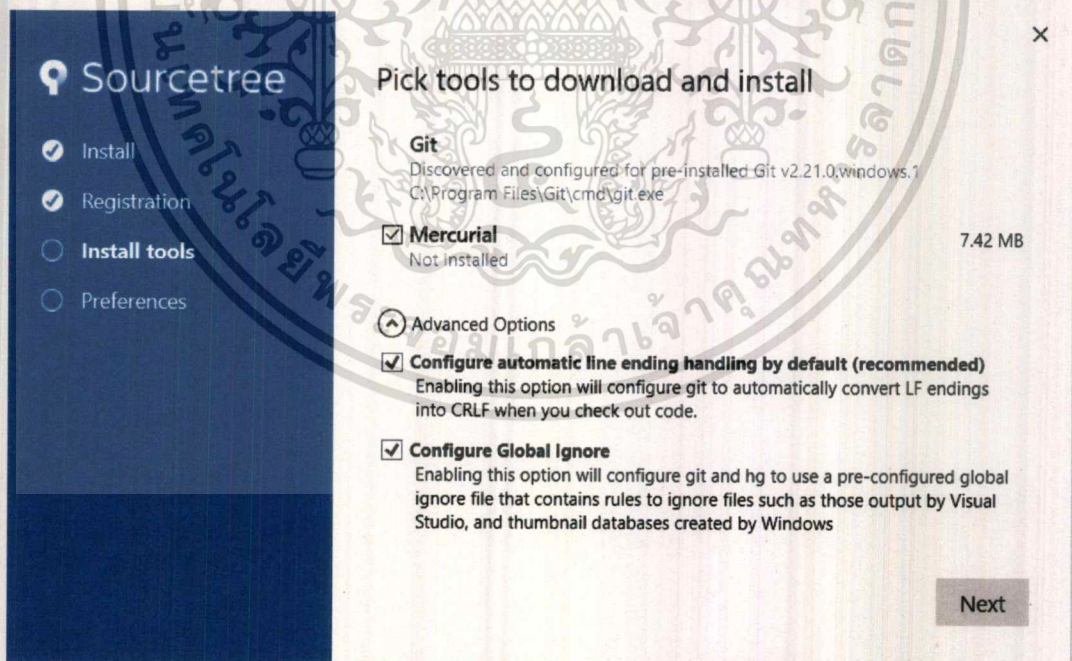 Sourcetree
Install
Registration
Install tools
Preferences
Pick tools to download and install
Git
Discovered and configured for pre-installed Git v2.21.0.windows.1
C:\Program Files\Git\cmd\git.exe
Mercurial
7.42 MB
Not installed
Advanced Options
Configure automatic line ending handling by default (recommended)
Enabling this option will configure git to automatically convert LF endings
into CRLF when you check out code.
Configure Global Ignore
Enabling this option will configure git and hg to use a pre-configured global
ignore file that contains rules to ignore files such as those output by Visual
Studio, and thumbnail databases created by Windows
Next